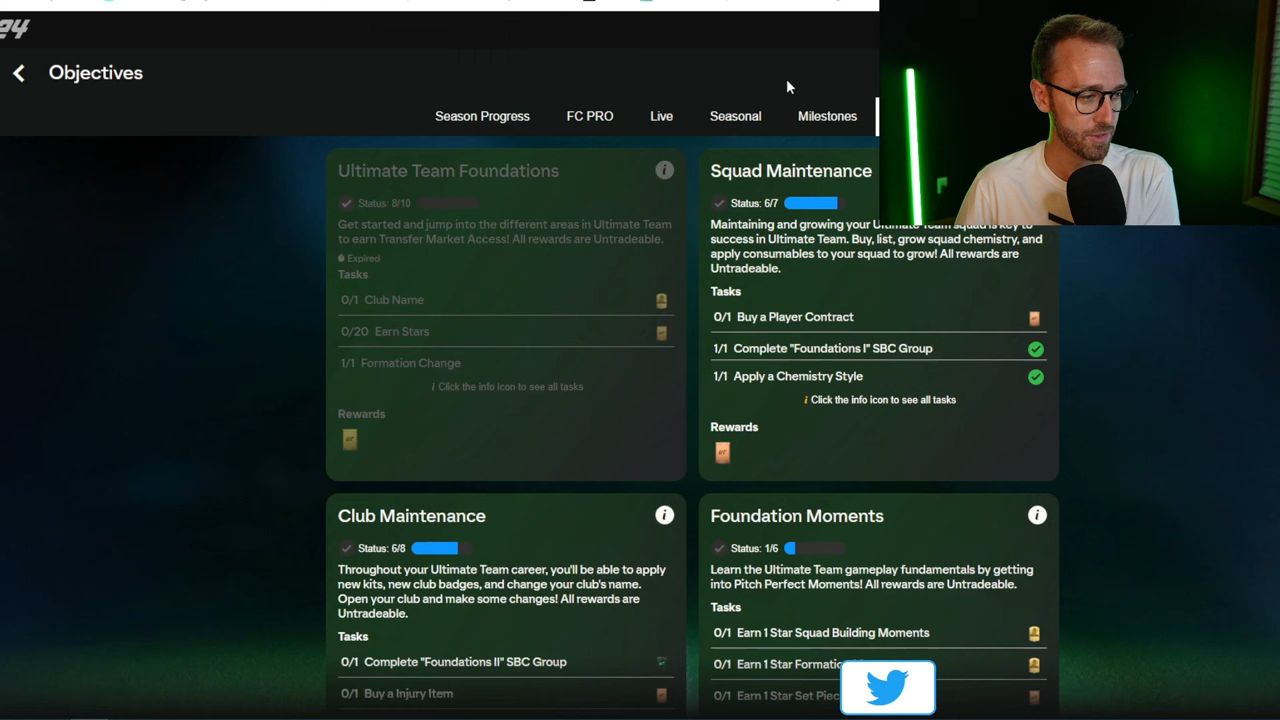 24
Objectives
Season Progress
FC PRO
Live
Seasonal
Milestones
Ultimate Team Foundations
Status: 8/10
Get started and jump into the different areas in Ultimate Team
to earn Transfer Market Access! All rewards are Untradeable.
Expired
Tasks
0/1 Club Name
0/20 Earn Stars
1/1 Formation Change
Click the info icon to see all tasks
Rewards
Squad Maintenance
Status: 6/7
Maintaining and growing your Ultimate Team squad is key to
success in Ultimate Team. Buy, list, grow squad chemistry, and
apply consumables to your squad to grow! All rewards are
Untradeable.
Tasks
0/1 Buy a Player Contract
1/1 Complete "Foundations I" SBC Group
1/1 Apply a Chemistry Style
Click the info icon to see all tasks
Rewards
Club Maintenance
Status: 6/8
Throughout your Ultimate Team career, you'll be able to apply
new kits, new club badges, and change your club's name.
Open your club and make some changes! All rewards are
Untradeable.
Tasks
0/1 Complete "Foundations II" SBC Group
0/1 Buy a Injury Item
Foundation Moments
Status: 1/6
Learn the Ultimate Team gameplay fundamentals by getting
into Pitch Perfect Moments! All rewards are Untradeable.
Tasks
0/1 Earn 1 Star Squad Building Moments
0/1 Earn 1 Star
0/1 Earn 1 Star Set